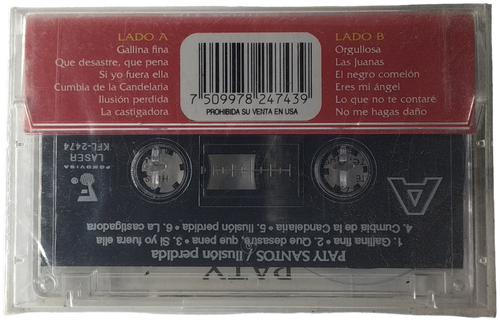 LADO A
Gallina fina
Que desastre, que pena
Si yo fuera ella
Cumbia de la Candelaria
Ilusión perdida
La castigadora
7 509978 247439
PROHIBIDA SU VENTA EN USA
LADO B
Orgullosa
Las Juanas
El negro comelón
Eres mi ángel
Lo que no te contaré
No me hagas daño
A
LASER
KFL-2474
FONOVISA
4. Cumbia de la Candelaria • 5. Ilusión perdida • 6. La castigadora
1. Gallina fina • 2. Que desastre, que pena • 3. Si yo fuera ella
PATY SANTOS / Ilusión perdida
PATY